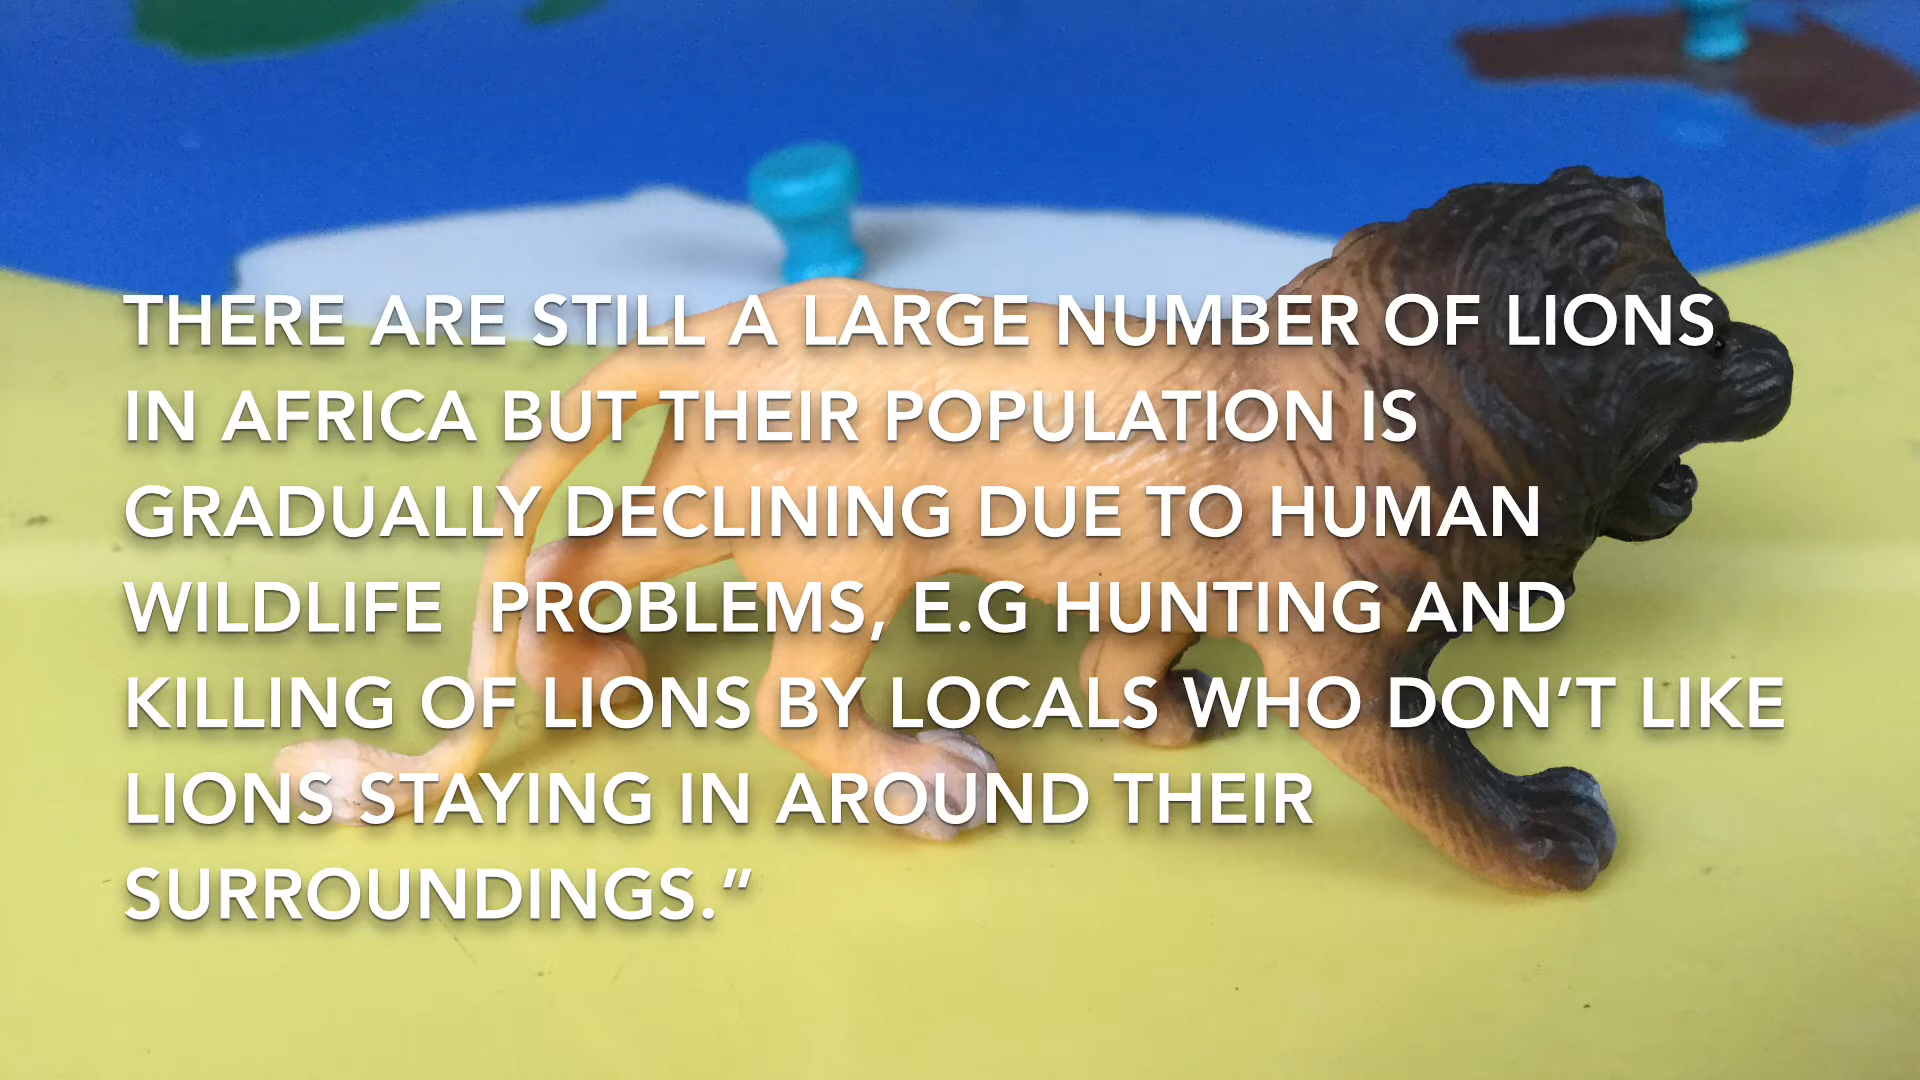 THERE ARE STILL A LARGE NUMBER OF LIONS
IN AFRICA BUT THEIR POPULATION IS
GRADUALLY DECLINING DUE TO HUMAN
WILDLIFE  PROBLEMS, E.G HUNTING AND
KILLING OF LIONS BY LOCALS WHO DON’T LIKE
LIONS STAYING IN AROUND THEIR
SURROUNDINGS.”